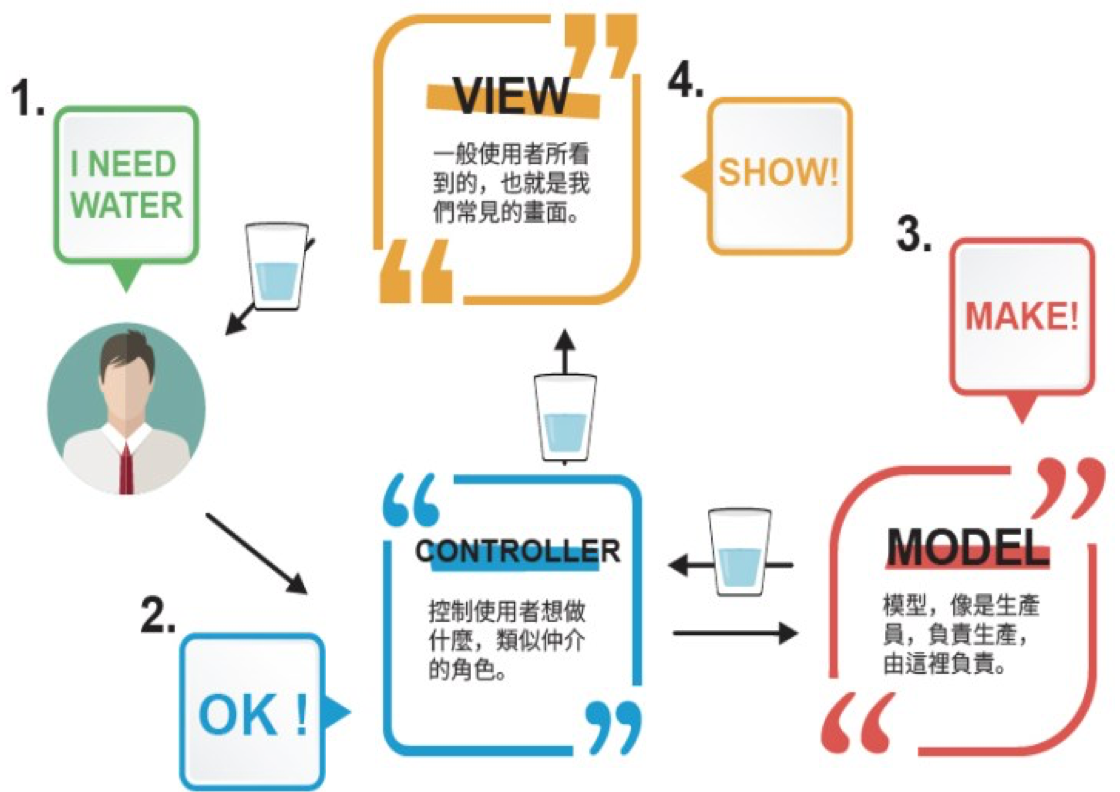 1.
I NEED
WATER
VIEW
一般使用者所看
到的，也就是我
們常見的畫面。
4.
SHOW!
3.
MAKE!
2.
OK !
CONTROLLER
控制使用者想做
什麼，類似仲介
的角色。
MODEL
模型，像是生產
員，負責生產，
由這裡負責。